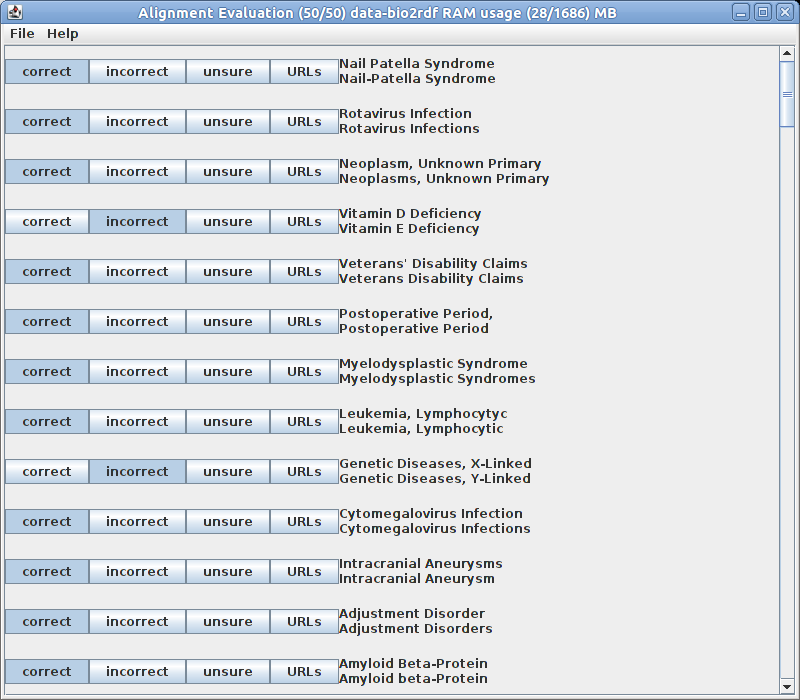 Alignment Evaluation (50/50) data-bio2rdf RAM usage (28/1686) MB
File Help
correct incorrect unsure URLs Nail Patella Syndrome
Nail-Patella Syndrome
correct incorrect unsure URLs Rotavirus Infection
Rotavirus Infections
correct incorrect unsure URLs Neoplasm, Unknown Primary
Neoplasms, Unknown Primary
correct incorrect unsure URLs Vitamin D Deficiency
Vitamin E Deficiency
correct incorrect unsure URLs Veterans' Disability Claims
Veterans Disability Claims
correct incorrect unsure URLs Postoperative Period,
Postoperative Period
correct incorrect unsure URLs Myelodysplastic Syndrome
Myelodysplastic Syndromes
correct incorrect unsure URLs Leukemia, Lymphocytyc
Leukemia, Lymphocytic
correct incorrect unsure URLs Genetic Diseases, X-Linked
Genetic Diseases, Y-Linked
correct incorrect unsure URLs Cytomegalovirus Infection
Cytomegalovirus Infections
correct incorrect unsure URLs Intracranial Aneurysms
Intracranial Aneurysm
correct incorrect unsure URLs Adjustment Disorder
Adjustment Disorders
correct incorrect unsure URLs Amyloid Beta-Protein
Amyloid beta-Protein